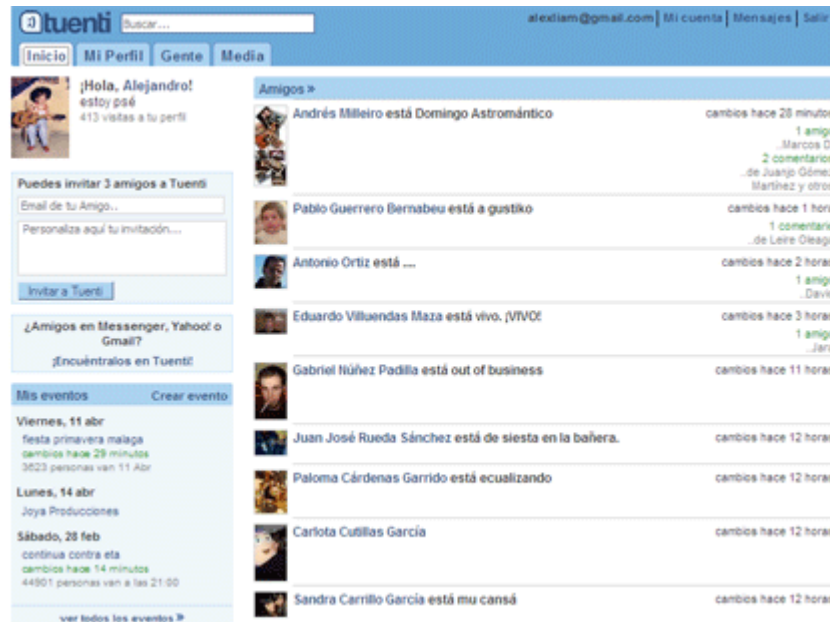 tuenti Buscar...
alexliam@gmail.com | Mi cuenta | Mensajes | Salir
Inicio Mi Perfil Gente Media
¡Hola, Alejandro!
estoy psé
413 visitas a tu perfil
Puedes invitar 3 amigos a Tuenti
Email de tu Amigo..
Personaliza aquí tu invitación....
Invitar a Tuenti
¿Amigos en Messenger, Yahoo! o
Gmail?
¡Encuéntralos en Tuenti!
Mis eventos Crear evento
Viernes, 11 abr
fiesta primavera malaga
cambios hace 29 minutos
3623 personas van 11 Abr
Lunes, 14 abr
Joya Producciones
Sábado, 28 feb
continua contra eta
cambios hace 14 minutos
44901 personas van a las 21:00
ver todos los eventos »
Amigos »
Andrés Milleiro está Domingo Astromántico cambios hace 28 minutos
1 amigo
..Marcos D
2 comentarios
..de Juanjo Gómez
Martínez y otros
Pablo Guerrero Bernabeu está a gustiko cambios hace 1 hora
1 comentario
..de Leire Oleaga
Antonio Ortiz está .... cambios hace 2 horas
1 amigo
..David
Eduardo Villuendas Maza está vivo. ¡VIVO! cambios hace 3 horas
1 amigo
..Jara
Gabriel Núñez Padilla está out of business cambios hace 11 horas
Juan José Rueda Sánchez está de siesta en la bañera. cambios hace 12 horas
Paloma Cárdenas Garrido está ecualizando cambios hace 12 horas
Carlota Cutillas García cambios hace 12 horas
Sandra Carrillo García está mu cansá cambios hace 12 horas